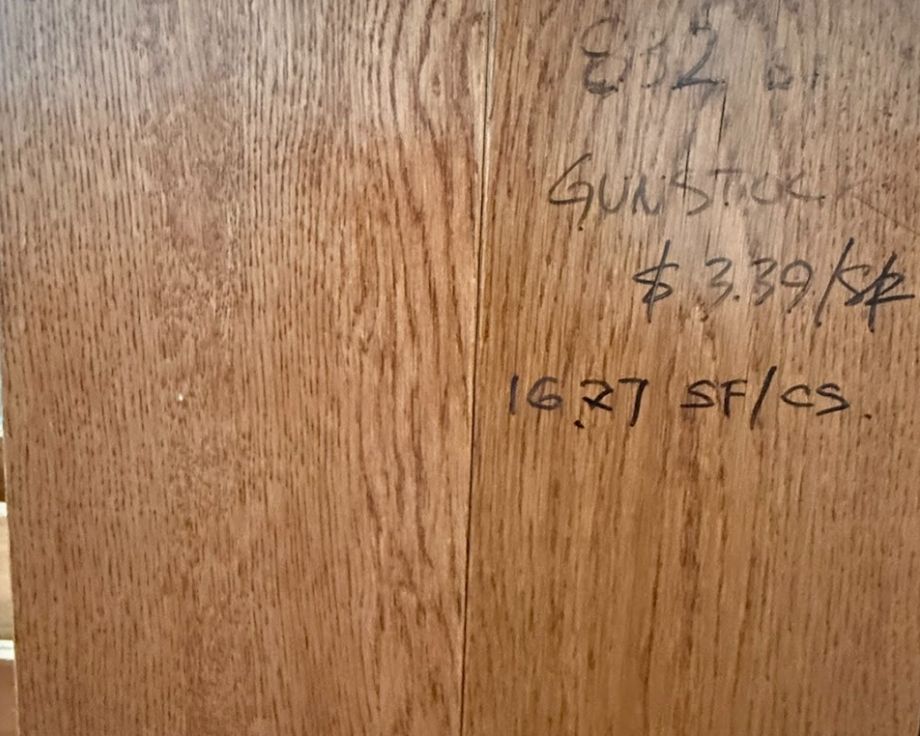 GUNSTOCK
$ 3.39/SF
16.27 SF/CS.